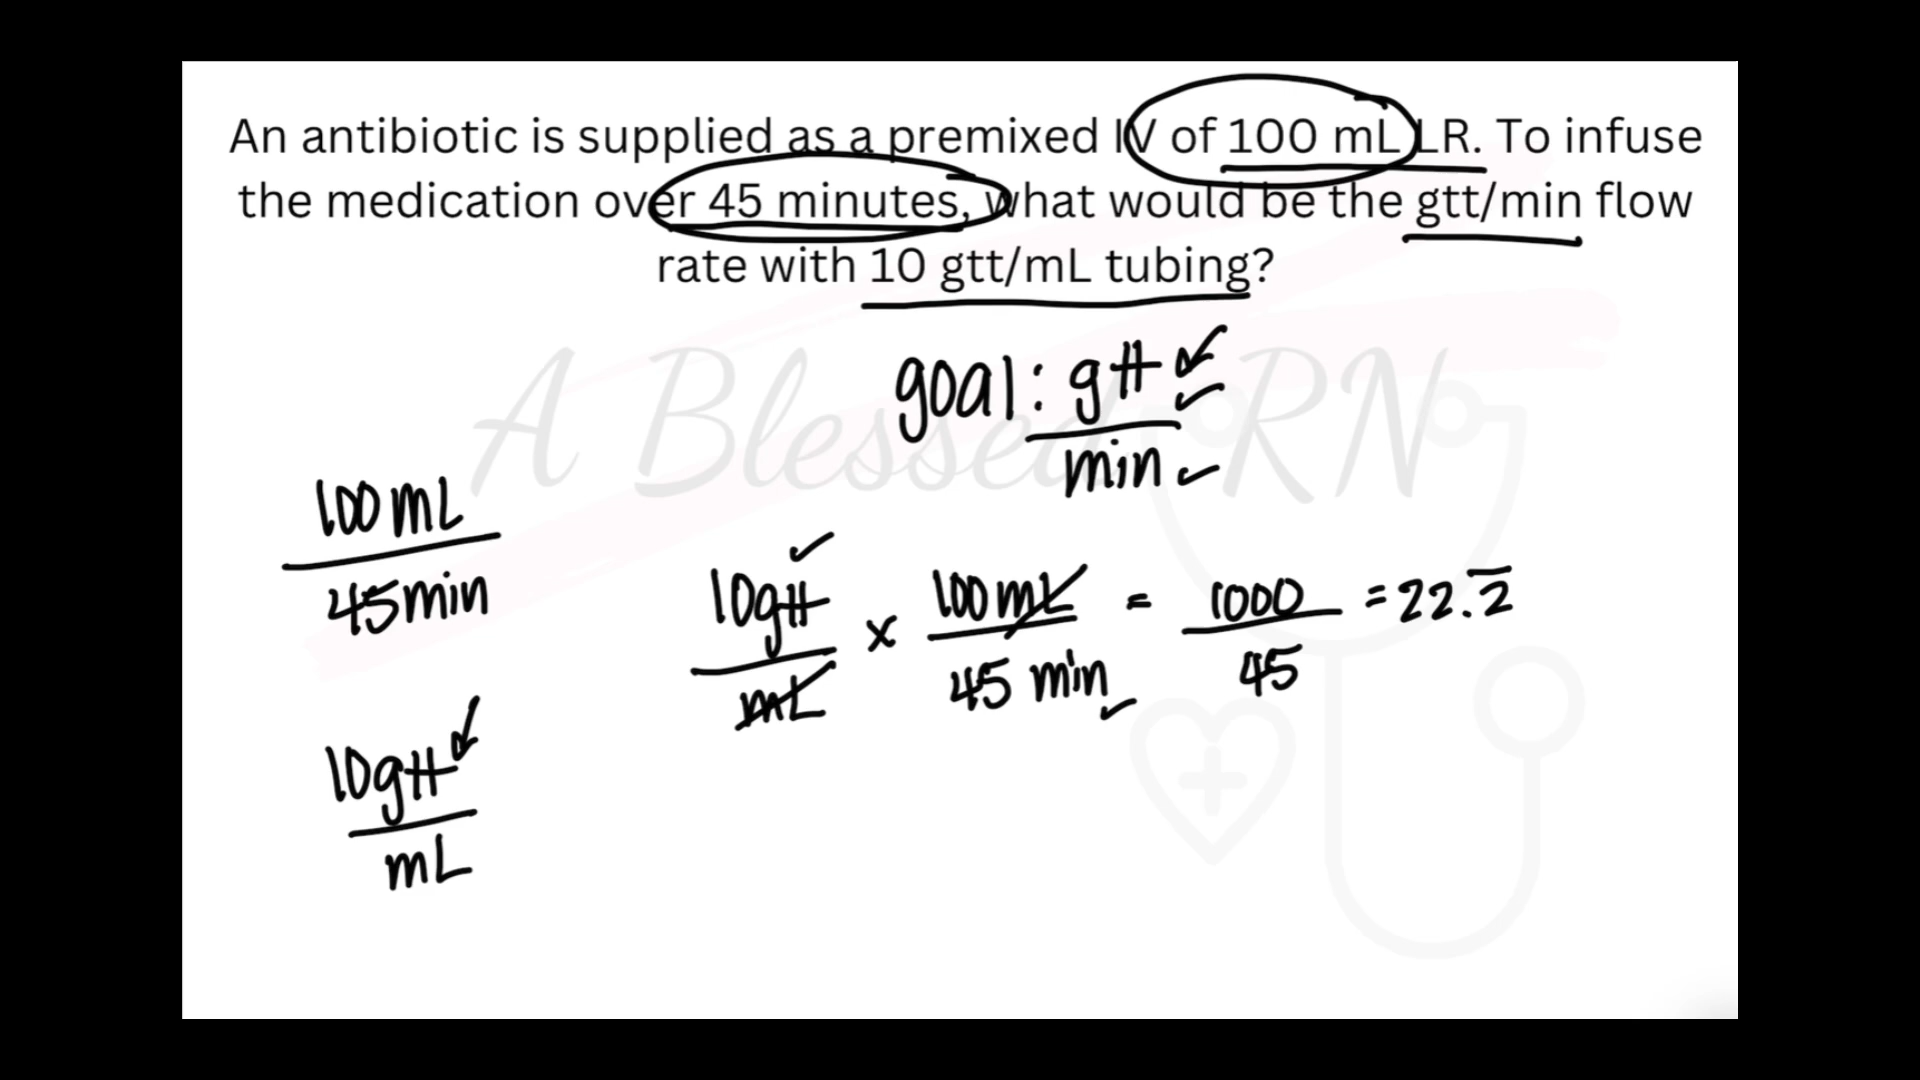 An antibiotic is supplied as a premixed IV of 100 mL LR. To infuse
the medication over 45 minutes, what would be the gtt/min flow
rate with 10 gtt/mL tubing?
A Blessed RN
goal: gtt
min
100 mL
45 min
10 gtt
mL
10 gtt x 100 mL = 1000 = 22.2̅
mL 45 min 45